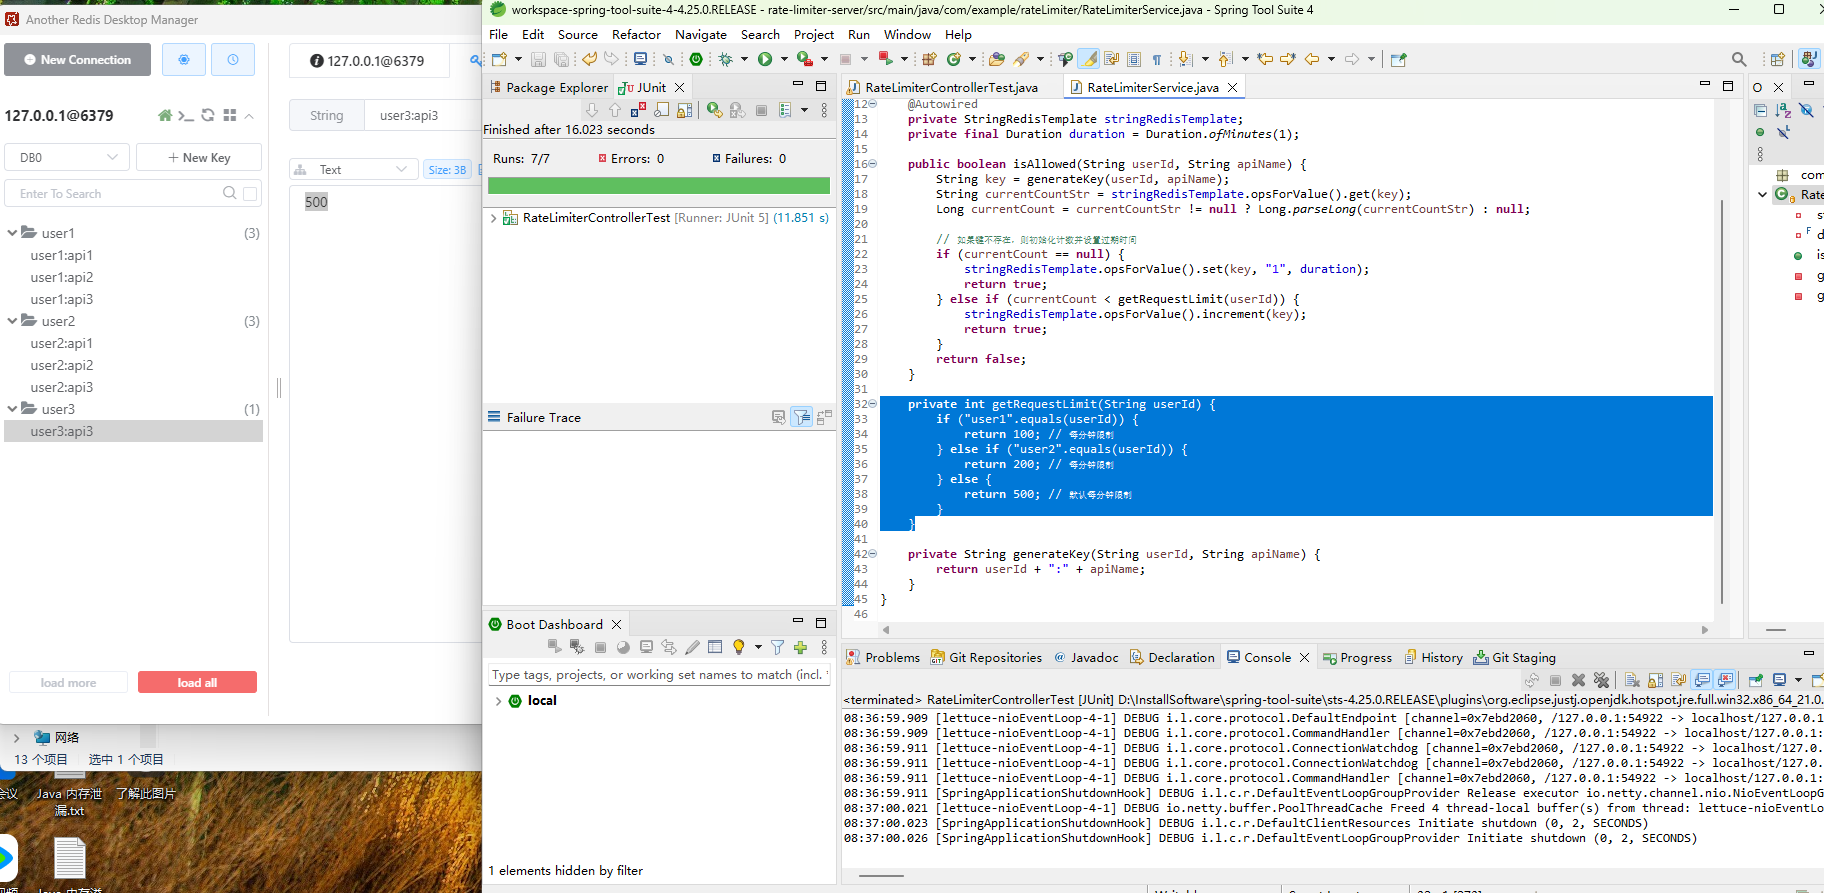 Another Redis Desktop Manager
New Connection
127.0.0.1@6379
DB0
New Key
Enter To Search
user1 (3)
user1:api1
user1:api2
user1:api3
user2 (3)
user2:api1
user2:api2
user2:api3
user3 (1)
user3:api3
load more
load all
127.0.0.1@6379
String
user3:api3
Text
Size: 3B
500
网络
13 个项目 选中 1 个项目
Java 内存泄
漏.txt
了解此图片
workspace-spring-tool-suite-4-4.25.0.RELEASE - rate-limiter-server/src/main/java/com/example/rateLimiter/RateLimiterService.java - Spring Tool Suite 4
File Edit Source Refactor Navigate Search Project Run Window Help
Package Explorer JUnit
Finished after 16.023 seconds
Runs: 7/7 Errors: 0 Failures: 0
RateLimiterControllerTest [Runner: JUnit 5] (11.851 s)
Failure Trace
Boot Dashboard
Type tags, projects, or working set names to match (incl.
local
1 elements hidden by filter
RateLimiterControllerTest.java RateLimiterService.java
12 @Autowired
13 private StringRedisTemplate stringRedisTemplate;
14 private final Duration duration = Duration.ofMinutes(1);
15
16 public boolean isAllowed(String userId, String apiName) {
17 String key = generateKey(userId, apiName);
18 String currentCountStr = stringRedisTemplate.opsForValue().get(key);
19 Long currentCount = currentCountStr != null ? Long.parseLong(currentCountStr) : null;
20
21 // 如果键不存在，则初始化计数并设置过期时间
22 if (currentCount == null) {
23 stringRedisTemplate.opsForValue().set(key, "1", duration);
24 return true;
25 } else if (currentCount < getRequestLimit(userId)) {
26 stringRedisTemplate.opsForValue().increment(key);
27 return true;
28 }
29 return false;
30 }
31
32 private int getRequestLimit(String userId) {
33 if ("user1".equals(userId)) {
34 return 100; // 每分钟限制
35 } else if ("user2".equals(userId)) {
36 return 200; // 每分钟限制
37 } else {
38 return 500; // 默认每分钟限制
39 }
40 }
41
42 private String generateKey(String userId, String apiName) {
43 return userId + ":" + apiName;
44 }
45 }
46
com
Rate
Problems Git Repositories Javadoc Declaration Console Progress History Git Staging
<terminated> RateLimiterControllerTest [JUnit] D:\InstallSoftware\spring-tool-suite\sts-4.25.0.RELEASE\plugins\org.eclipse.justj.openjdk.hotspot.jre.full.win32.x86_64_21.0.
08:36:59.909 [lettuce-nioEventLoop-4-1] DEBUG i.l.core.protocol.DefaultEndpoint [channel=0x7ebd2060, /127.0.0.1:54922 -> localhost/127.0.0.1
08:36:59.909 [lettuce-nioEventLoop-4-1] DEBUG i.l.core.protocol.CommandHandler [channel=0x7ebd2060, /127.0.0.1:54922 -> localhost/127.0.0.1:
08:36:59.911 [lettuce-nioEventLoop-4-1] DEBUG i.l.core.protocol.ConnectionWatchdog [channel=0x7ebd2060, /127.0.0.1:54922 -> localhost/127.0.
08:36:59.911 [lettuce-nioEventLoop-4-1] DEBUG i.l.core.protocol.ConnectionWatchdog [channel=0x7ebd2060, /127.0.0.1:54922 -> localhost/127.0.
08:36:59.911 [lettuce-nioEventLoop-4-1] DEBUG i.l.core.protocol.CommandHandler [channel=0x7ebd2060, /127.0.0.1:54922 -> localhost/127.0.0.1:
08:36:59.911 [SpringApplicationShutdownHook] DEBUG i.l.c.r.DefaultEventLoopGroupProvider Release executor io.netty.channel.nio.NioEventLoopG
08:37:00.021 [lettuce-nioEventLoop-4-1] DEBUG io.netty.buffer.PoolThreadCache Freed 4 thread-local buffer(s) from thread: lettuce-nioEventLo
08:37:00.023 [SpringApplicationShutdownHook] DEBUG i.l.c.r.DefaultClientResources Initiate shutdown (0, 2, SECONDS)
08:37:00.026 [SpringApplicationShutdownHook] DEBUG i.l.c.r.DefaultEventLoopGroupProvider Initiate shutdown (0, 2, SECONDS)